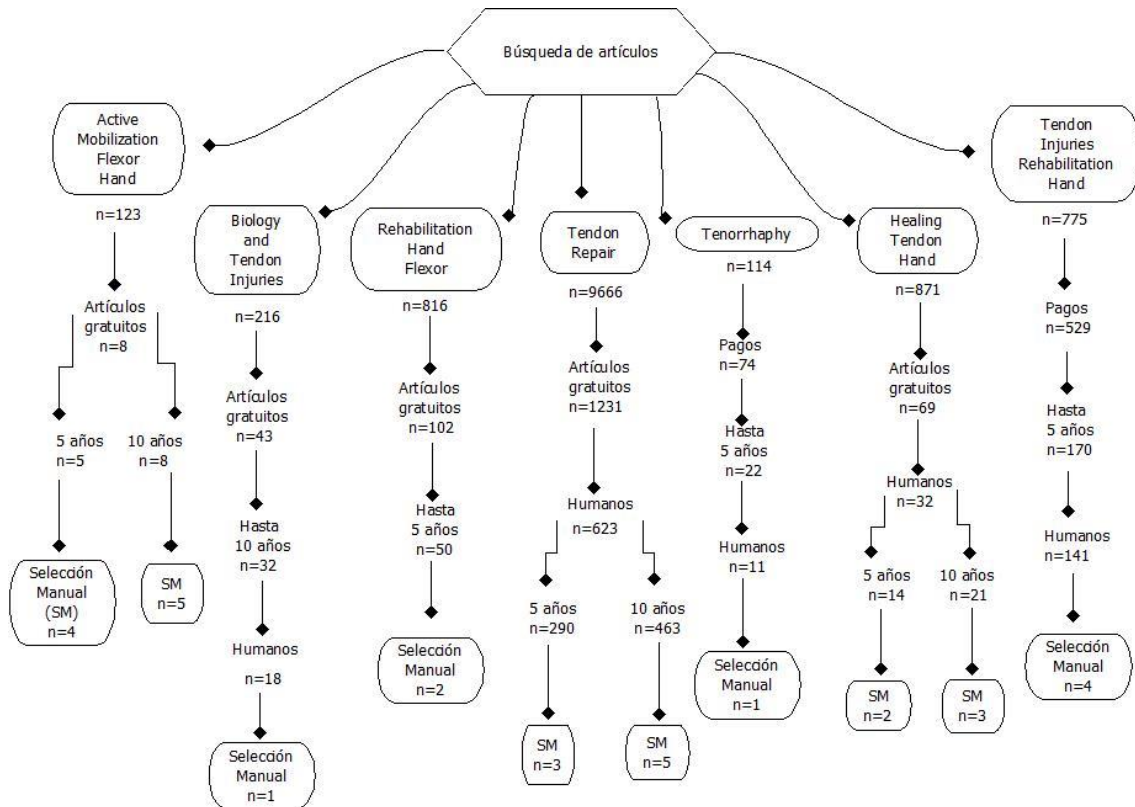 Búsqueda de artículos
Active
Mobilization
Flexor
Hand
n=123
Artículos
gratuitos
n=8
5 años
n=5
10 años
n=8
Selección
Manual
(SM)
n=4
SM
n=5
Biology
and
Tendon
Injuries
n=216
Artículos
gratuitos
n=43
Hasta
10 años
n=32
Humanos
n=18
Selección
Manual
n=1
Rehabilitation
Hand
Flexor
n=816
Artículos
gratuitos
n=102
Hasta
5 años
n=50
Selección
Manual
n=2
Tendon
Repair
n=9666
Artículos
gratuitos
n=1231
Humanos
n=623
5 años
n=290
10 años
n=463
SM
n=3
SM
n=5
Tenorrhaphy
n=114
Pagos
n=74
Hasta
5 años
n=22
Humanos
n=11
Selección
Manual
n=1
Healing
Tendon
Hand
n=871
Artículos
gratuitos
n=69
Humanos
n=32
5 años
n=14
10 años
n=21
SM
n=2
SM
n=3
Tendon
Injuries
Rehabilitation
Hand
n=775
Pagos
n=529
Hasta
5 años
n=170
Humanos
n=141
Selección
Manual
n=4